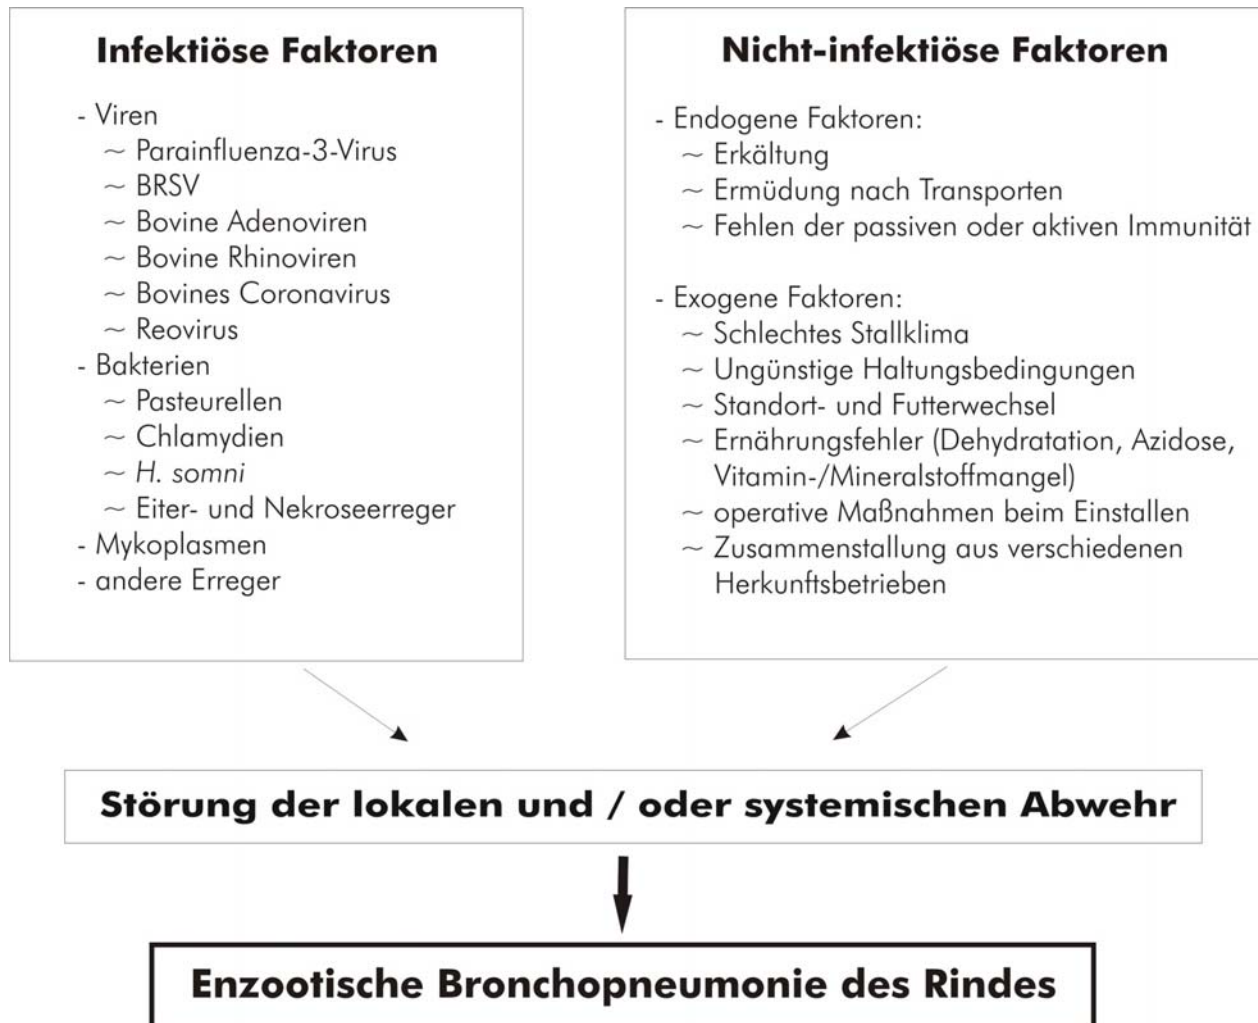 Infektiöse Faktoren
- Viren
~ Parainfluenza-3-Virus
~ BRSV
~ Bovine Adenoviren
~ Bovine Rhinoviren
~ Bovines Coronavirus
~ Reovirus
- Bakterien
~ Pasteurellen
~ Chlamydien
~ H. somni
~ Eiter- und Nekroseerreger
- Mykoplasmen
- andere Erreger
Nicht-infektiöse Faktoren
- Endogene Faktoren:
~ Erkältung
~ Ermüdung nach Transporten
~ Fehlen der passiven oder aktiven Immunität
- Exogene Faktoren:
~ Schlechtes Stallklima
~ Ungünstige Haltungsbedingungen
~ Standort- und Futterwechsel
~ Ernährungsfehler (Dehydratation, Azidose,
Vitamin-/Mineralstoffmangel)
~ operative Maßnahmen beim Einstallen
~ Zusammenstallung aus verschiedenen
Herkunftsbetrieben
Störung der lokalen und / oder systemischen Abwehr
Enzootische Bronchopneumonie des Rindes